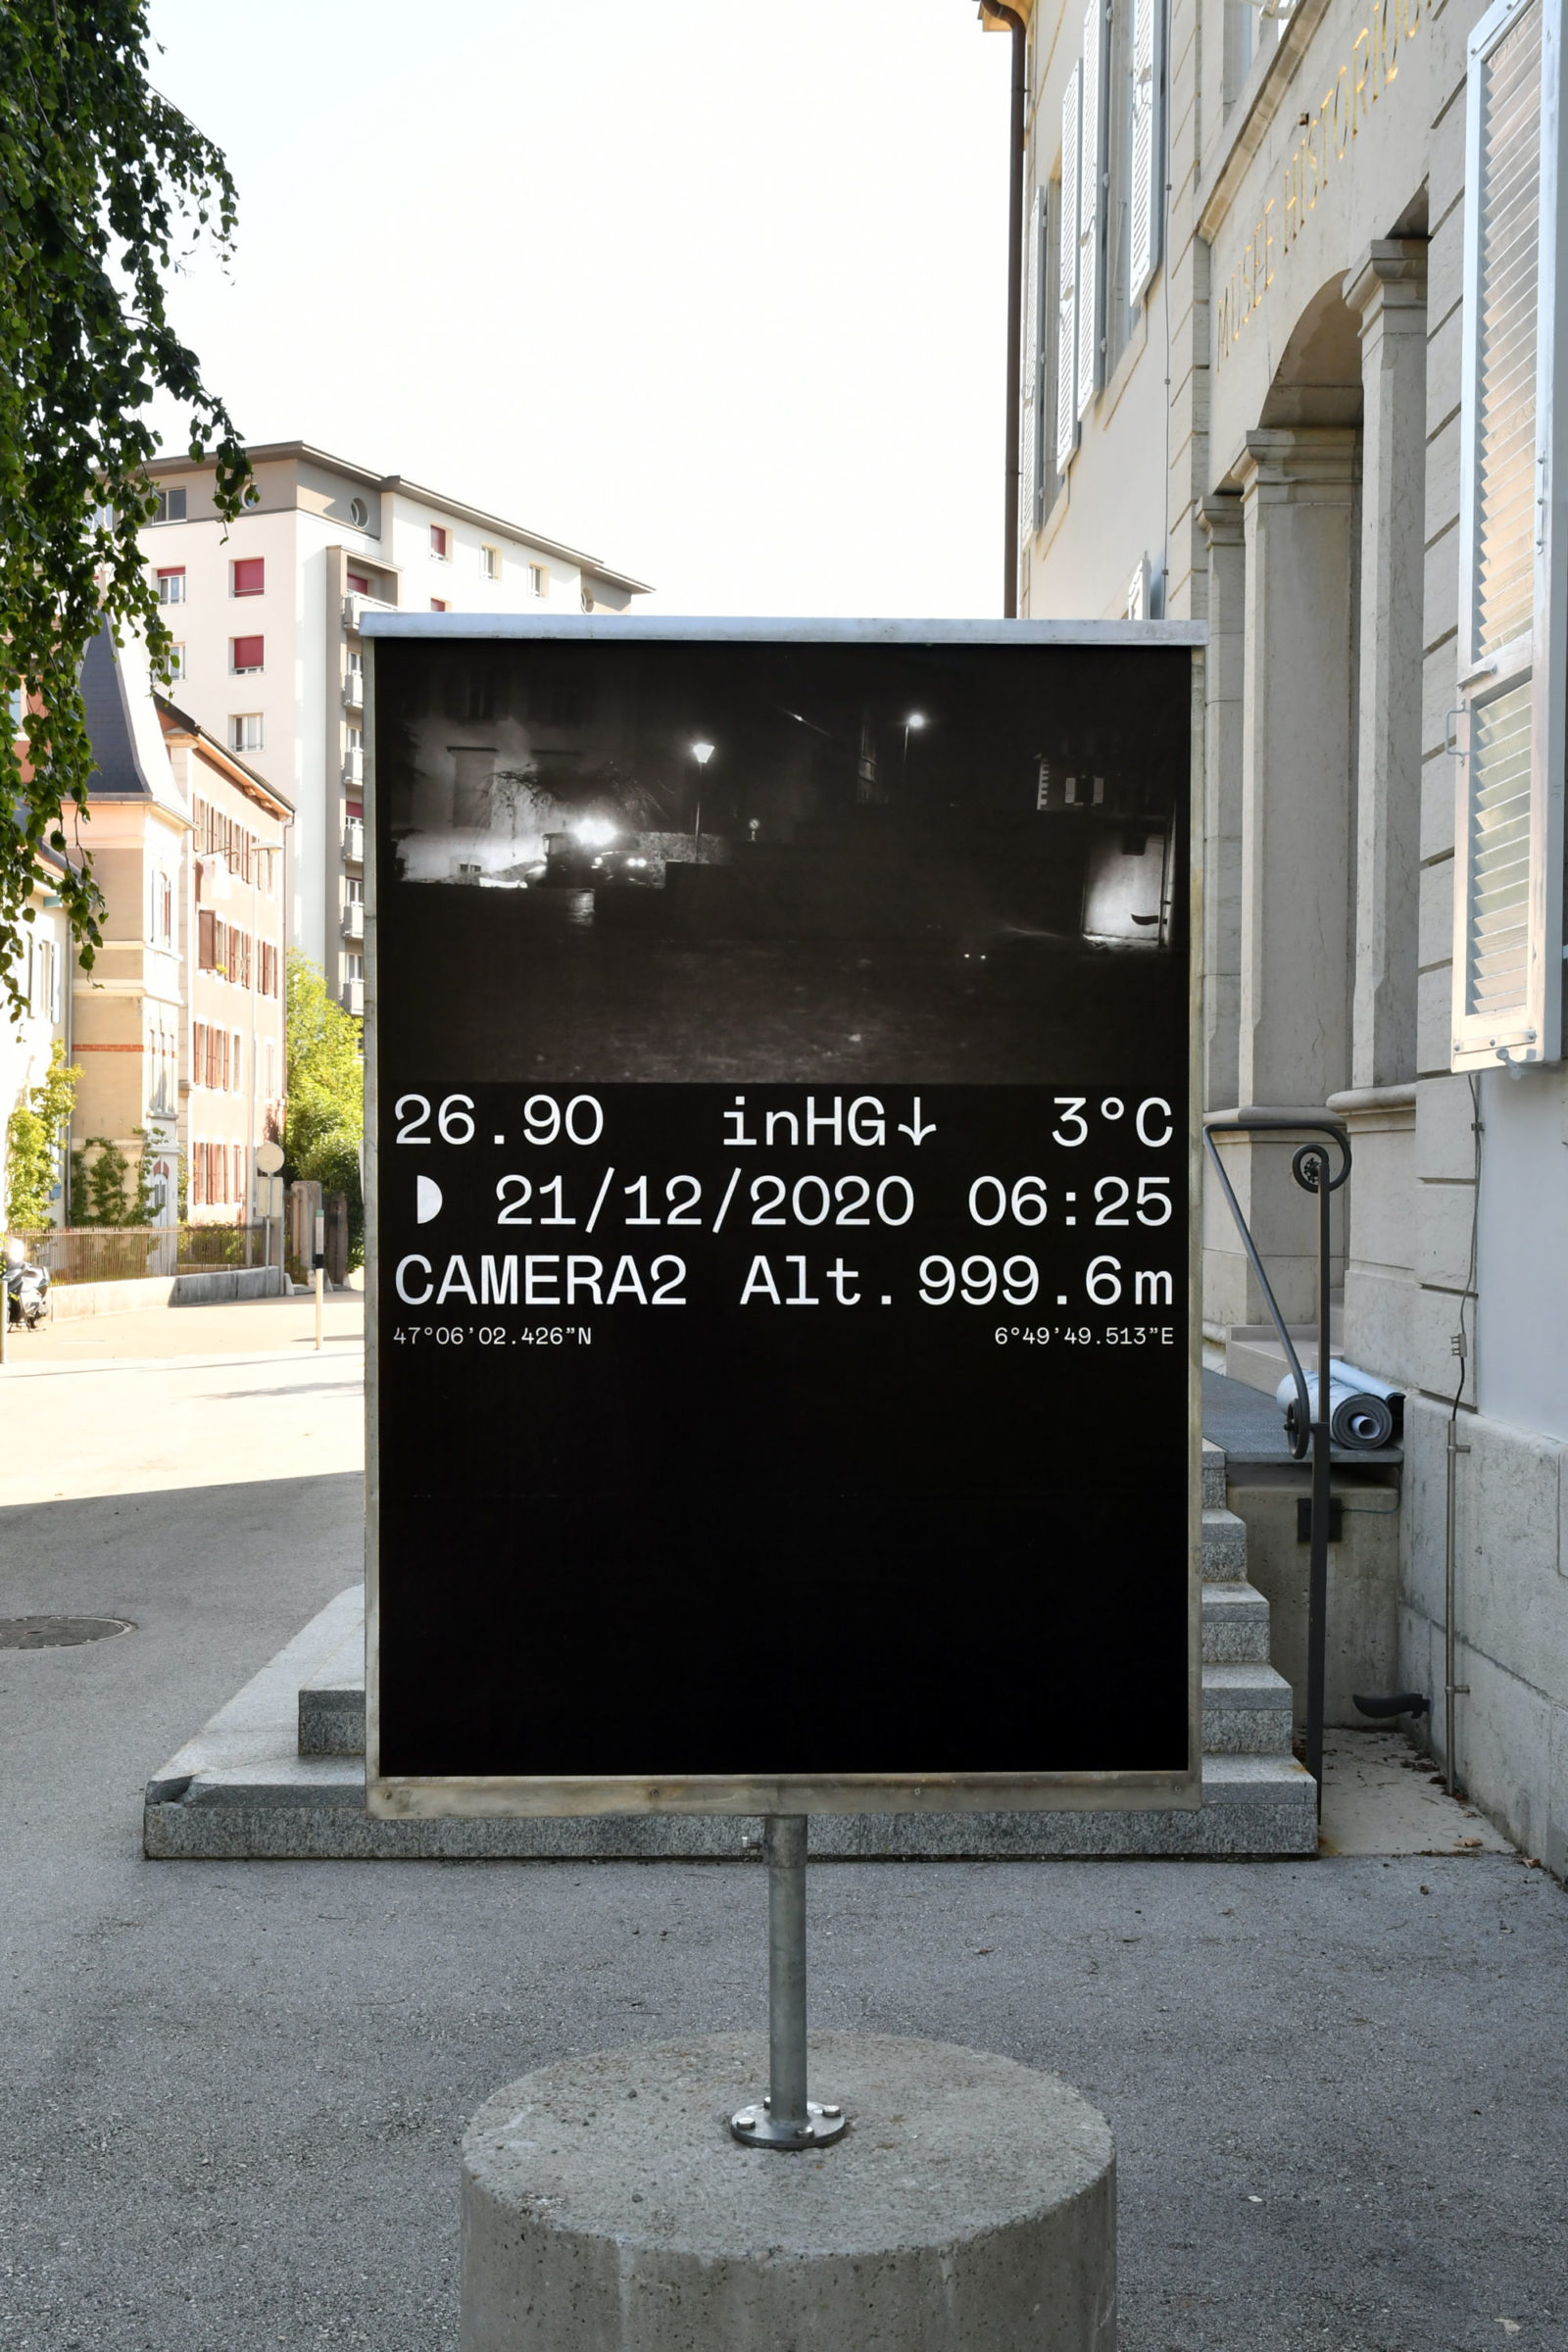 MUSÉE HISTORIQUE
26.90 inHG↓ 3°C
21/12/2020 06:25
CAMERA2 Alt.999.6m
47°06’02.426”N 6°49’49.513”E